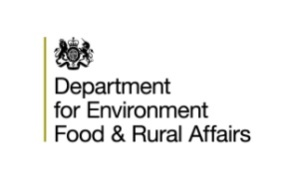 Department
for Environment
Food & Rural Affairs